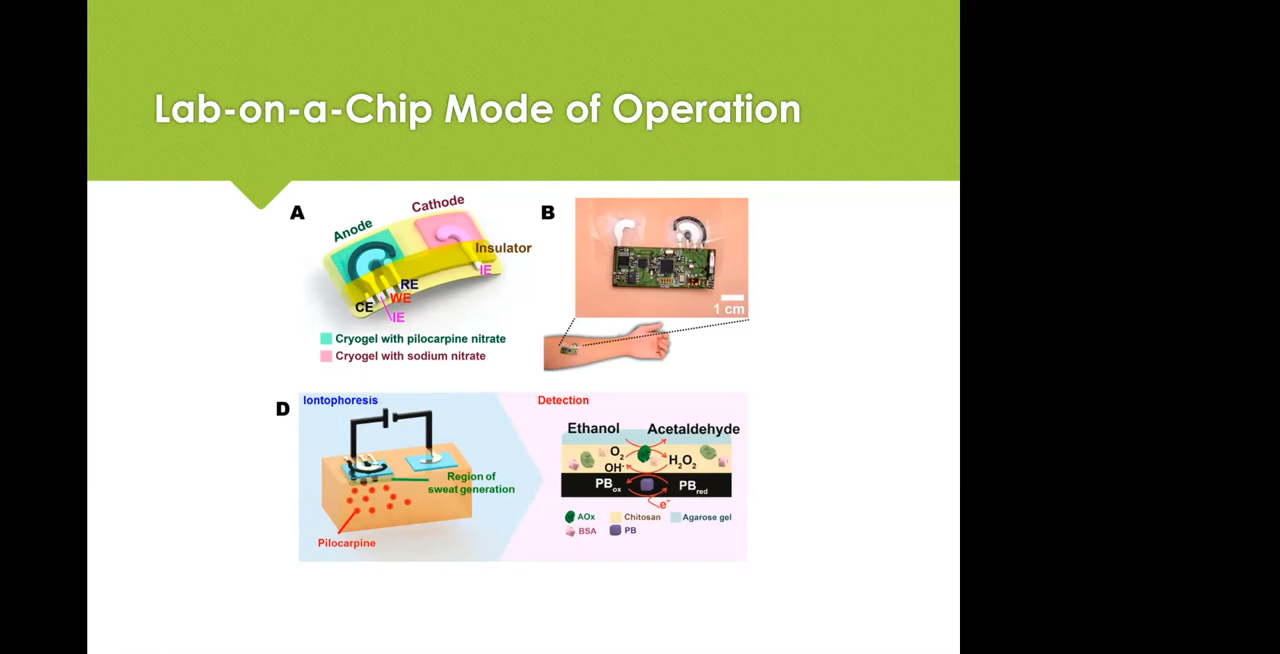 Lab-on-a-Chip Mode of Operation
A
Anode
Cathode
Insulator
IE
RE
WE
CE
IE
Cryogel with pilocarpine nitrate
Cryogel with sodium nitrate
B
1 cm
D
Iontophoresis
Region of
sweat generation
Pilocarpine
Detection
Ethanol Acetaldehyde
O2
OH-
H2O2
PBox PBred
e-
AOx Chitosan Agarose gel
BSA PB